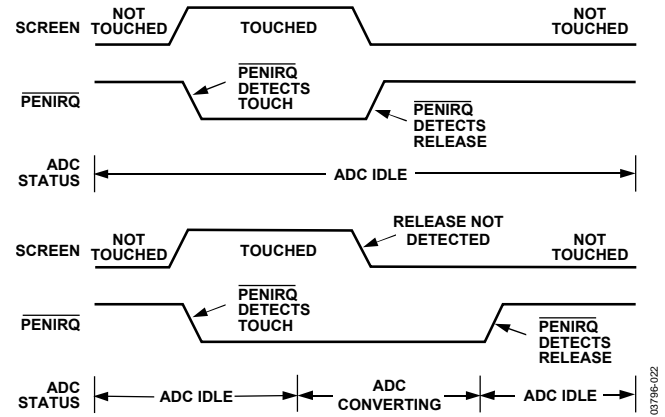 SCREEN
NOT
TOUCHED
TOUCHED
NOT
TOUCHED
PENIRQ
PENIRQ
DETECTS
TOUCH
PENIRQ
DETECTS
RELEASE
ADC
STATUS
ADC IDLE
SCREEN
NOT
TOUCHED
TOUCHED
RELEASE NOT
DETECTED
NOT
TOUCHED
PENIRQ
PENIRQ
DETECTS
TOUCH
PENIRQ
DETECTS
RELEASE
ADC
STATUS
ADC IDLE
ADC
CONVERTING
ADC IDLE